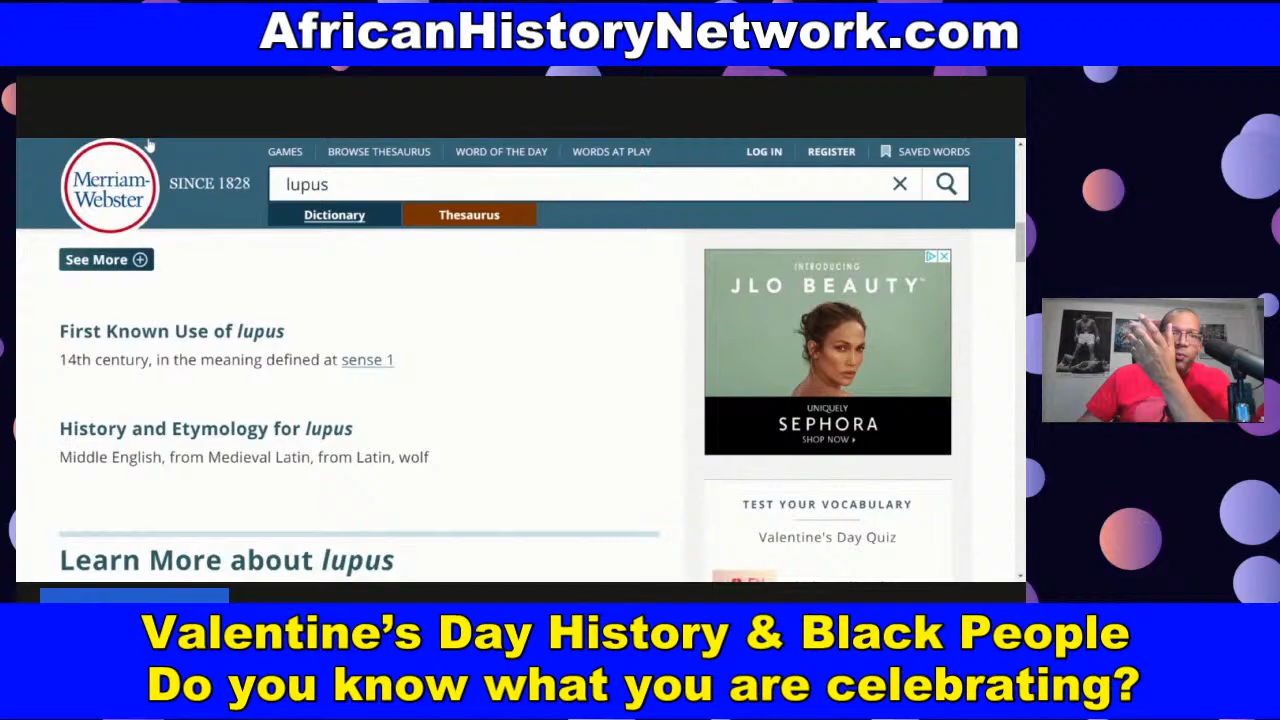 AfricanHistoryNetwork.com
GAMES BROWSE THESAURUS WORD OF THE DAY WORDS AT PLAY LOG IN REGISTER SAVED WORDS
Merriam-
Webster
SINCE 1828
lupus
Dictionary Thesaurus
See More
First Known Use of lupus
14th century, in the meaning defined at sense 1
History and Etymology for lupus
Middle English, from Medieval Latin, from Latin, wolf
Learn More about lupus
INTRODUCING
JLO BEAUTY™
UNIQUELY
SEPHORA
SHOP NOW
TEST YOUR VOCABULARY
Valentine's Day Quiz
Valentine’s Day History & Black People
Do you know what you are celebrating?